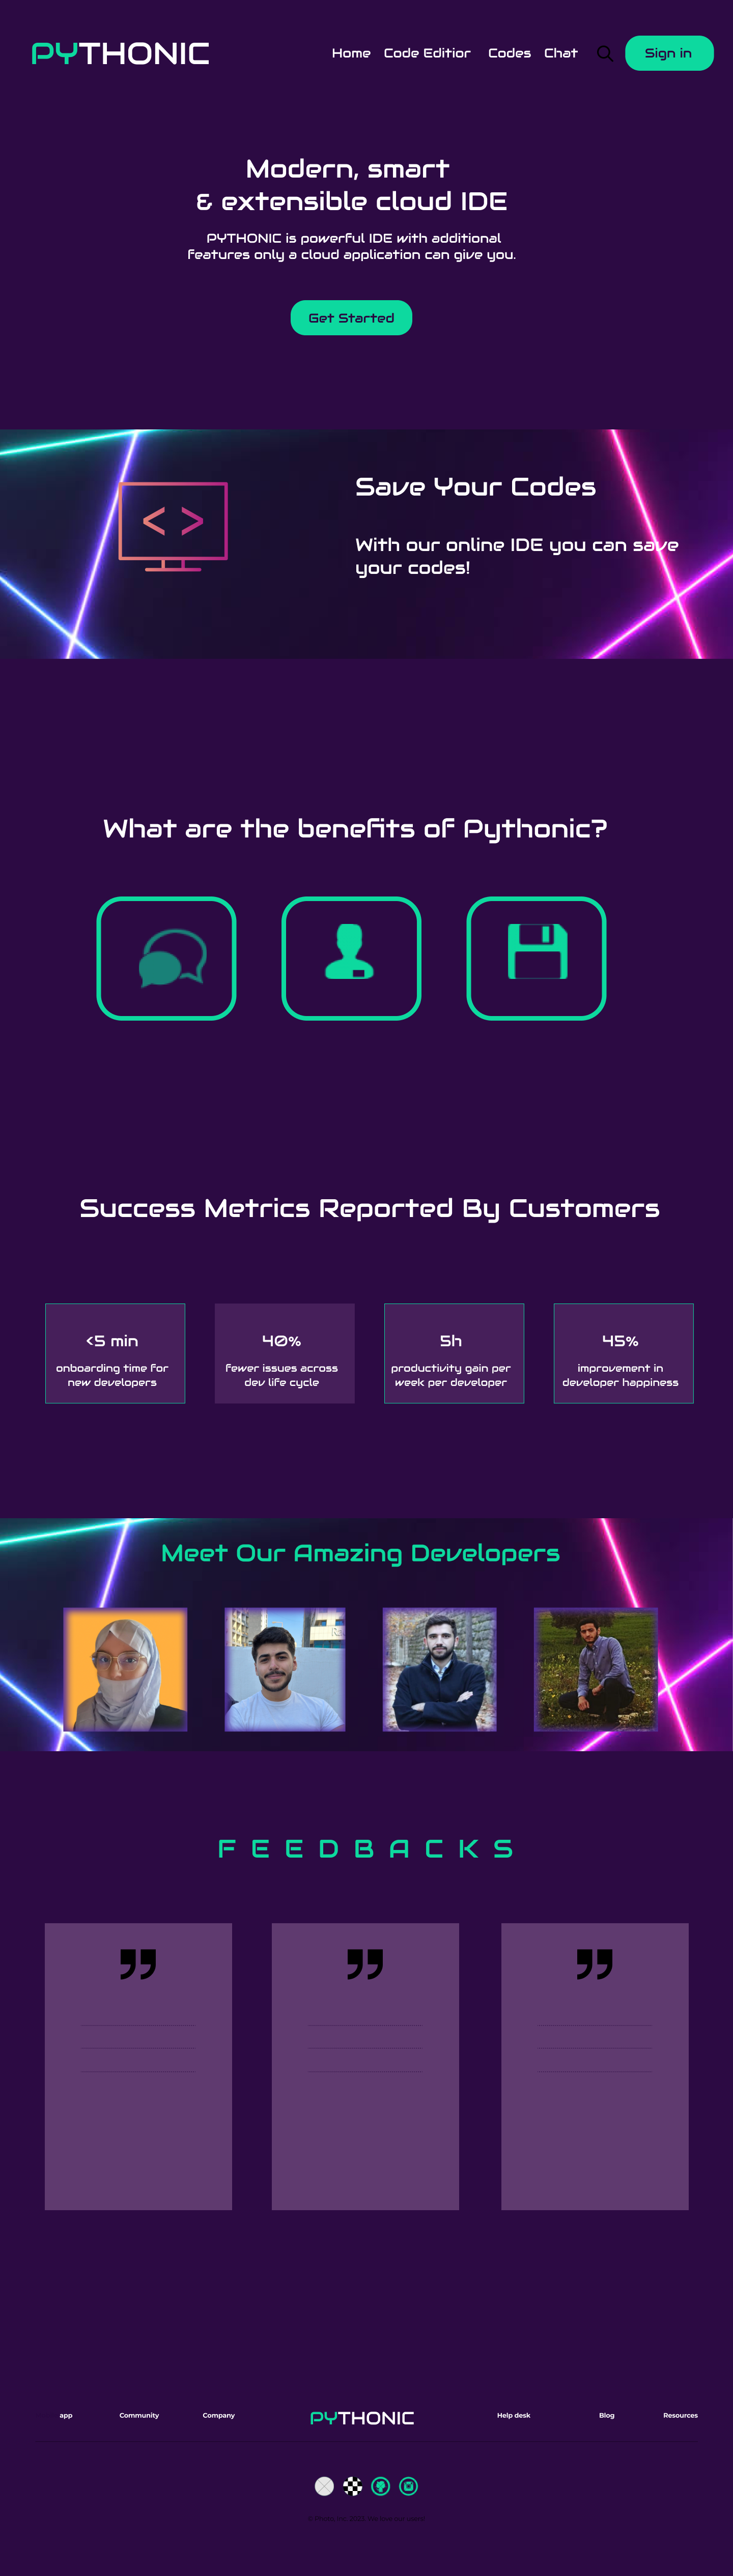 PYTHONIC
Home Code Editior Codes Chat Sign in
Modern, smart
& extensible cloud IDE
PYTHONIC is powerful IDE with additional
features only a cloud application can give you.
Get Started
< >
Save Your Codes
With our online IDE you can save
your codes!
What are the benefits of Pythonic?
Success Metrics Reported By Customers
<5 min
onboarding time for
new developers
40%
fewer issues across
dev life cycle
5h
productivity gain per
week per developer
45%
improvement in
developer happiness
Meet Our Amazing Developers
FEEDBACKS
app Community Company PYTHONIC Help desk Blog Resources